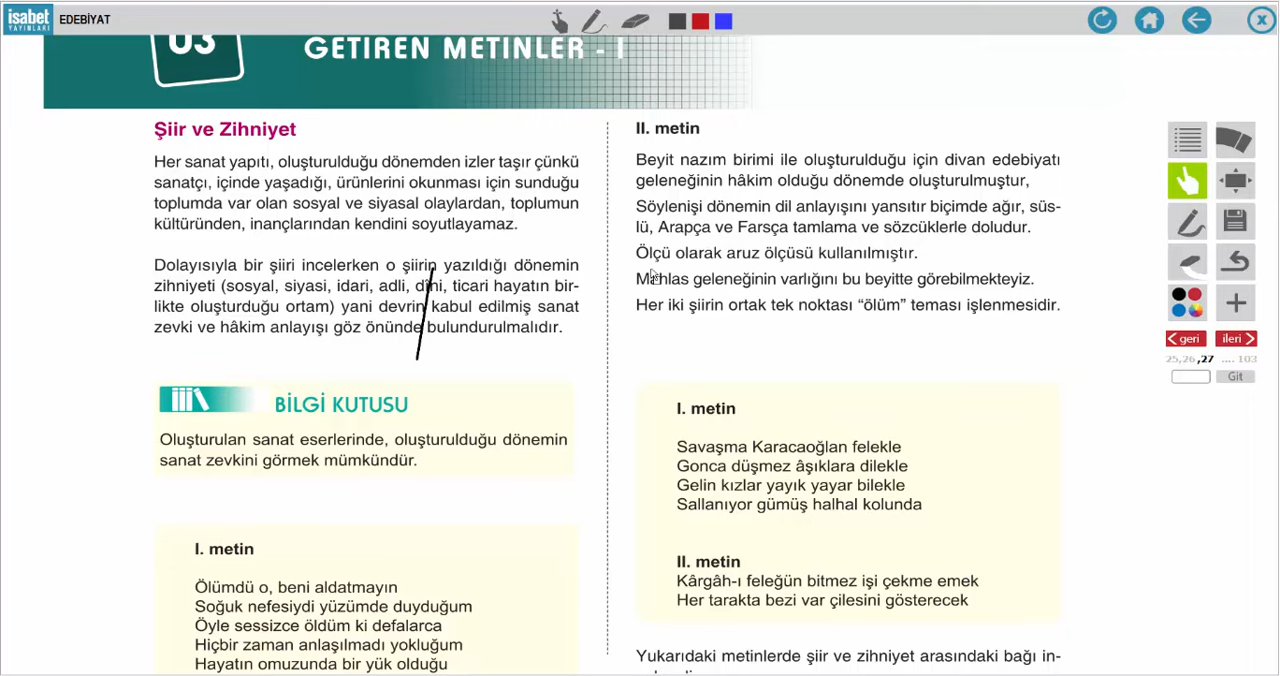 isabet
YAYINLARI
EDEBİYAT
03
GETİREN METİNLER - I
Şiir ve Zihniyet
Her sanat yapıtı, oluşturulduğu dönemden izler taşır çünkü
sanatçı, içinde yaşadığı, ürünlerini okunması için sunduğu
toplumda var olan sosyal ve siyasal olaylardan, toplumun
kültüründen, inançlarından kendini soyutlayamaz.
Dolayısıyla bir şiiri incelerken o şiirin yazıldığı dönemin
zihniyeti (sosyal, siyasi, idari, adli, dini, ticari hayatın bir-
likte oluşturduğu ortam) yani devrin kabul edilmiş sanat
zevki ve hâkim anlayışı göz önünde bulundurulmalıdır.
BİLGİ KUTUSU
Oluşturulan sanat eserlerinde, oluşturulduğu dönemin
sanat zevkini görmek mümkündür.
I. metin
Ölümdü o, beni aldatmayın
Soğuk nefesiydi yüzümde duyduğum
Öyle sessizce öldüm ki defalarca
Hiçbir zaman anlaşılmadı yokluğum
Hayatın omuzunda bir yük olduğu
II. metin
Beyit nazım birimi ile oluşturulduğu için divan edebiyatı
geleneğinin hâkim olduğu dönemde oluşturulmuştur,
Söylenişi dönemin dil anlayışını yansıtır biçimde ağır, süs-
lü, Arapça ve Farsça tamlama ve sözcüklerle doludur.
Ölçü olarak aruz ölçüsü kullanılmıştır.
Mahlas geleneğinin varlığını bu beyitte görebilmekteyiz.
Her iki şiirin ortak tek noktası “ölüm” teması işlenmesidir.
I. metin
Savaşma Karacaoğlan felekle
Gonca düşmez âşıklara dilekle
Gelin kızlar yayık yayar bilekle
Sallanıyor gümüş halhal kolunda
II. metin
Kârgâh-ı feleğün bitmez işi çekme emek
Her tarakta bezi var çilesini gösterecek
Yukarıdaki metinlerde şiir ve zihniyet arasındaki bağı in-
geri
ileri
25,26,27 .... 103
Git